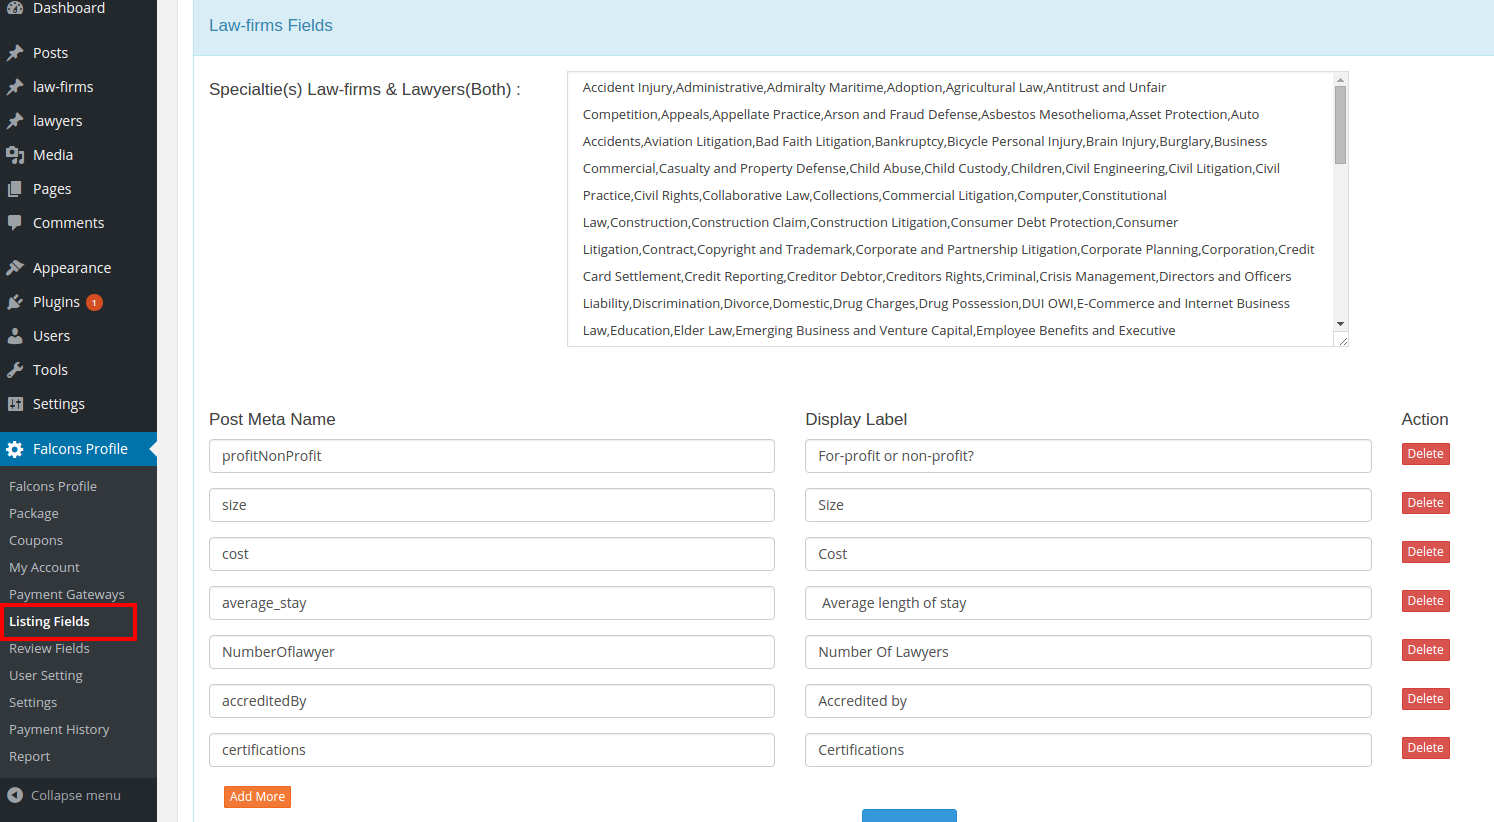 Dashboard
Posts
law-firms
lawyers
Media
Pages
Comments
Appearance
Plugins 1
Users
Tools
Settings
Falcons Profile
Falcons Profile
Package
Coupons
My Account
Payment Gateways
Listing Fields
Review Fields
User Setting
Settings
Payment History
Report
Collapse menu
Law-firms Fields
Specialtie(s) Law-firms & Lawyers(Both) :
Accident Injury,Administrative,Admiralty Maritime,Adoption,Agricultural Law,Antitrust and Unfair
Competition,Appeals,Appellate Practice,Arson and Fraud Defense,Asbestos Mesothelioma,Asset Protection,Auto
Accidents,Aviation Litigation,Bad Faith Litigation,Bankruptcy,Bicycle Personal Injury,Brain Injury,Burglary,Business
Commercial,Casualty and Property Defense,Child Abuse,Child Custody,Children,Civil Engineering,Civil Litigation,Civil
Practice,Civil Rights,Collaborative Law,Collections,Commercial Litigation,Computer,Constitutional
Law,Construction,Construction Claim,Construction Litigation,Consumer Debt Protection,Consumer
Litigation,Contract,Copyright and Trademark,Corporate and Partnership Litigation,Corporate Planning,Corporation,Credit
Card Settlement,Credit Reporting,Creditor Debtor,Creditors Rights,Criminal,Crisis Management,Directors and Officers
Liability,Discrimination,Divorce,Domestic,Drug Charges,Drug Possession,DUI OWI,E-Commerce and Internet Business
Law,Education,Elder Law,Emerging Business and Venture Capital,Employee Benefits and Executive
Post Meta Name Display Label Action
profitNonProfit For-profit or non-profit? Delete
size Size Delete
cost Cost Delete
average_stay Average length of stay Delete
NumberOflawyer Number Of Lawyers Delete
accreditedBy Accredited by Delete
certifications Certifications Delete
Add More